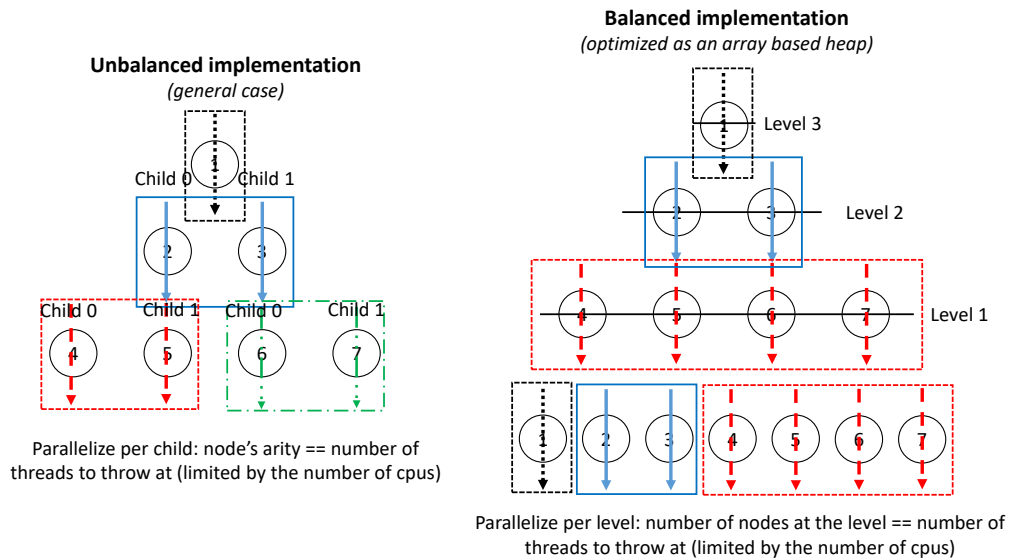 Unbalanced implementation
(general case)
1
Child 0 Child 1
2 3
Child 0 Child 1 Child 0 Child 1
4 5 6 7
Parallelize per child: node's arity == number of
threads to throw at (limited by the number of cpus)
Balanced implementation
(optimized as an array based heap)
1 Level 3
2 3 Level 2
4 5 6 7 Level 1
1 2 3 4 5 6 7
Parallelize per level: number of nodes at the level == number of
threads to throw at (limited by the number of cpus)